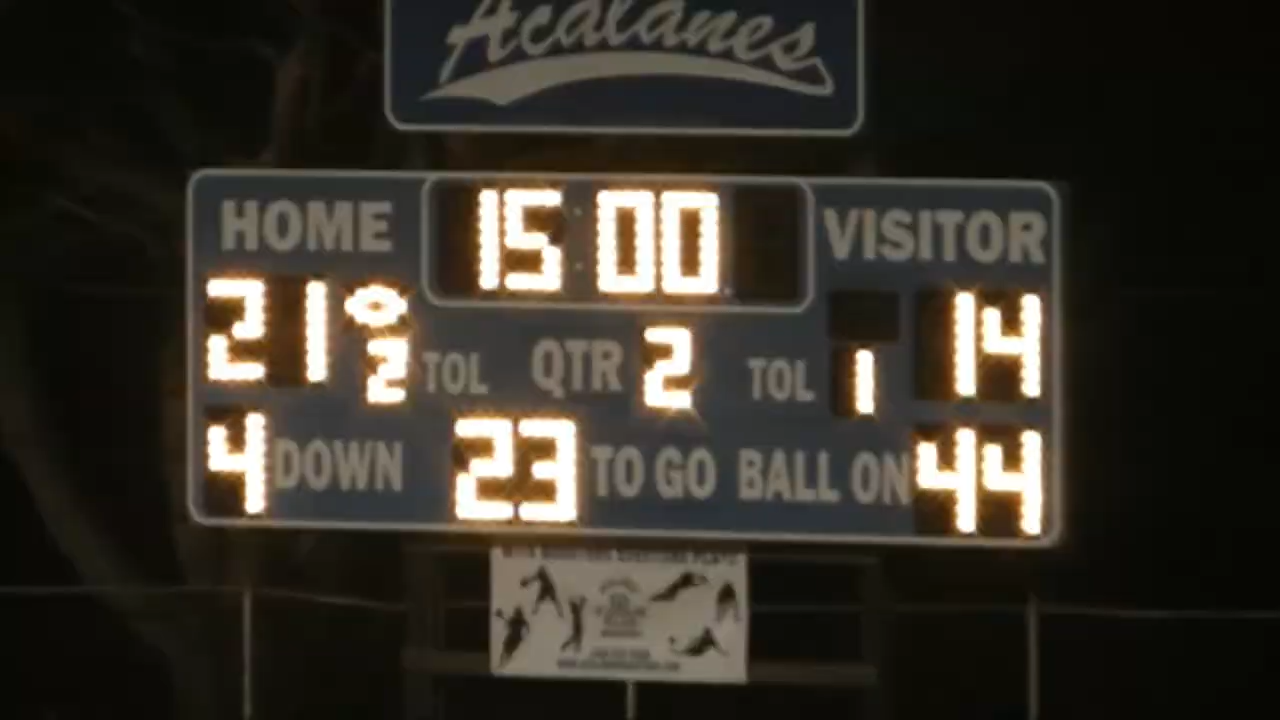 Acalanes
HOME 15:00 VISITOR
21 2 TOL QTR 2 TOL 1 14
4 DOWN 23 TO GO BALL ON 44